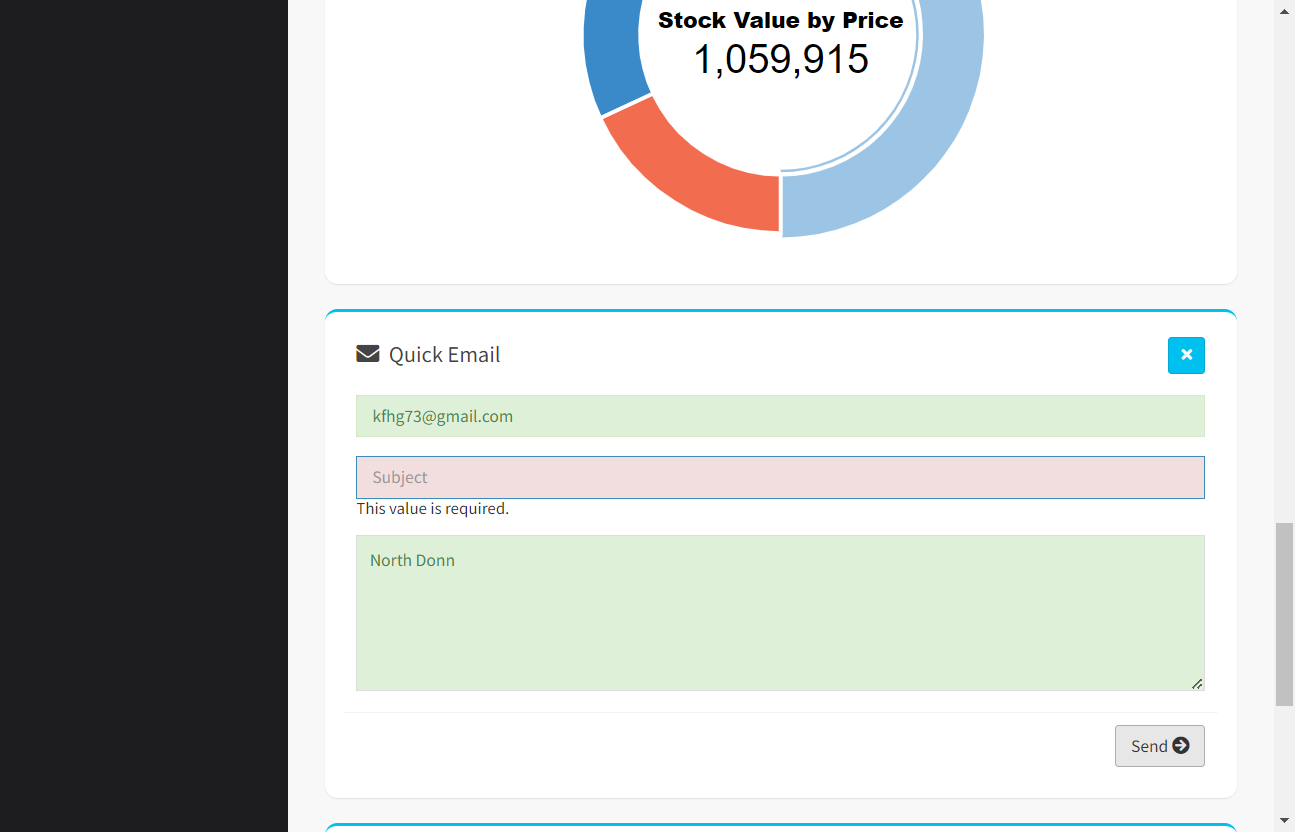 Stock Value by Price
1,059,915
Quick Email
kfhg73@gmail.com
Subject
This value is required.
North Donn
Send